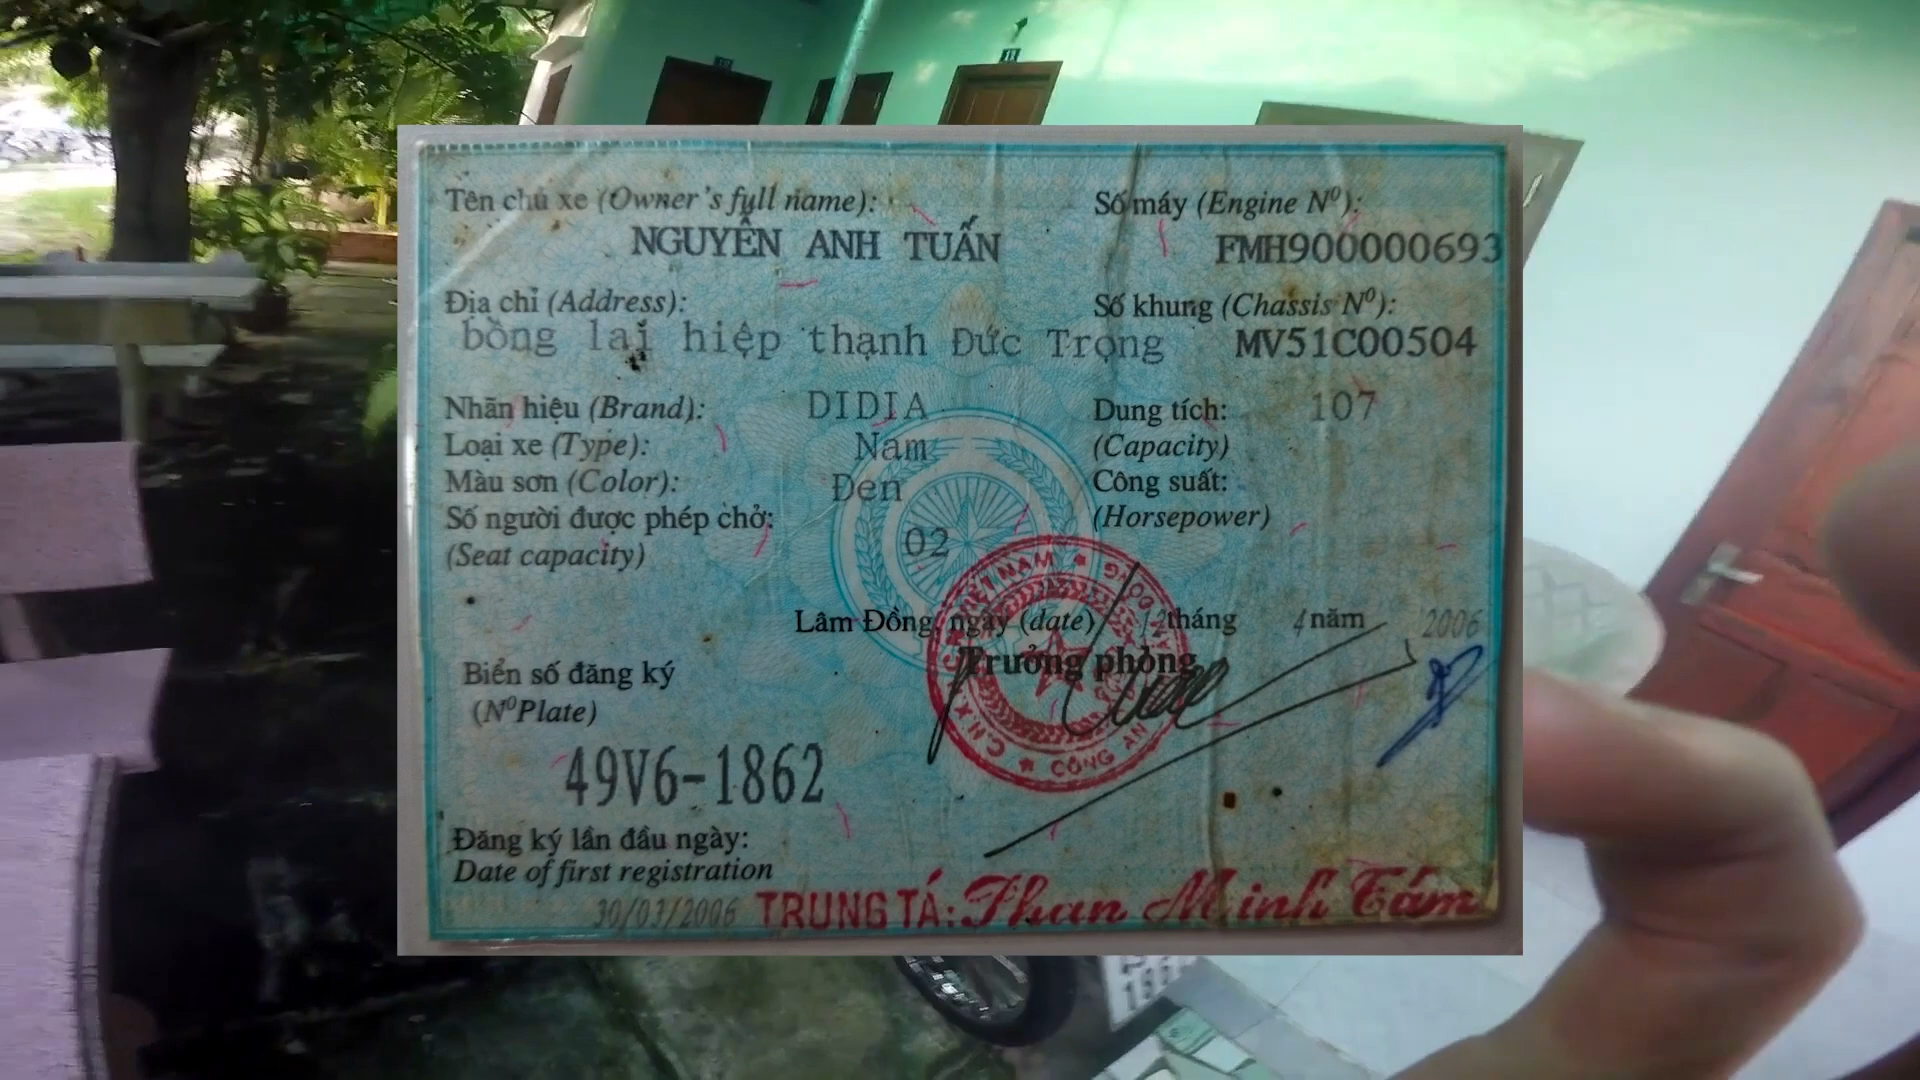 Tên chủ xe (Owner's full name):
NGUYỄN ANH TUẤN
Số máy (Engine Nº):
FMH900000693
Địa chỉ (Address):
bồng lai hiệp thạnh Đức Trọng
Số khung (Chassis Nº):
MV51C00504
Nhãn hiệu (Brand): DIDIA
Loại xe (Type): Nam
Màu sơn (Color): Đen
Số người được phép chở: 02
(Seat capacity)
Dung tích: 107
(Capacity)
Công suất:
(Horsepower)
Lâm Đồng, ngày (date) 12 tháng 4 năm 2006
Trưởng phòng
CÔNG AN
Biển số đăng ký
(Nº Plate)
49V6-1862
Đăng ký lần đầu ngày:
Date of first registration
30/03/2006
TRUNG TÁ: Phan Minh Tám